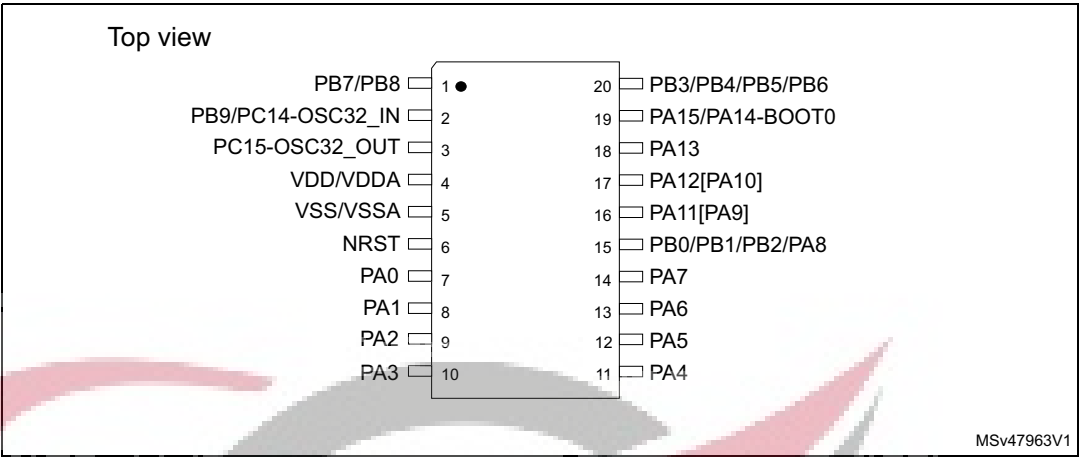 Top view
PB7/PB8 1 20 PB3/PB4/PB5/PB6
PB9/PC14-OSC32_IN 2 19 PA15/PA14-BOOT0
PC15-OSC32_OUT 3 18 PA13
VDD/VDDA 4 17 PA12[PA10]
VSS/VSSA 5 16 PA11[PA9]
NRST 6 15 PB0/PB1/PB2/PA8
PA0 7 14 PA7
PA1 8 13 PA6
PA2 9 12 PA5
PA3 10 11 PA4
MSv47963V1